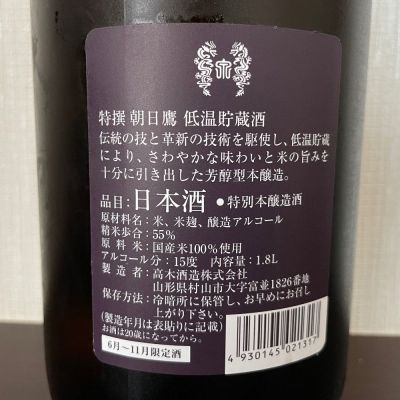 特撰 朝日鷹 低温貯蔵酒
伝統の技と革新の技術を駆使し、低温貯蔵
により、さわやかな味わいと米の旨みを
十分に引き出した芳醇型本醸造。
品目:日本酒 •特別本醸造酒
原材料名:米、米麹、醸造アルコール
精米歩合:55%
原料米:国産米100%使用
アルコール分:15度 内容量:1.8L
製造者:高木酒造株式会社
山形県村山市大字富並1826番地
保存方法:冷暗所に保管し、お早めにお召し
上がり下さい。
(製造年月は表貼りに記載)
お酒は20歳になってから。
6月~11月限定酒
4 930145 021317